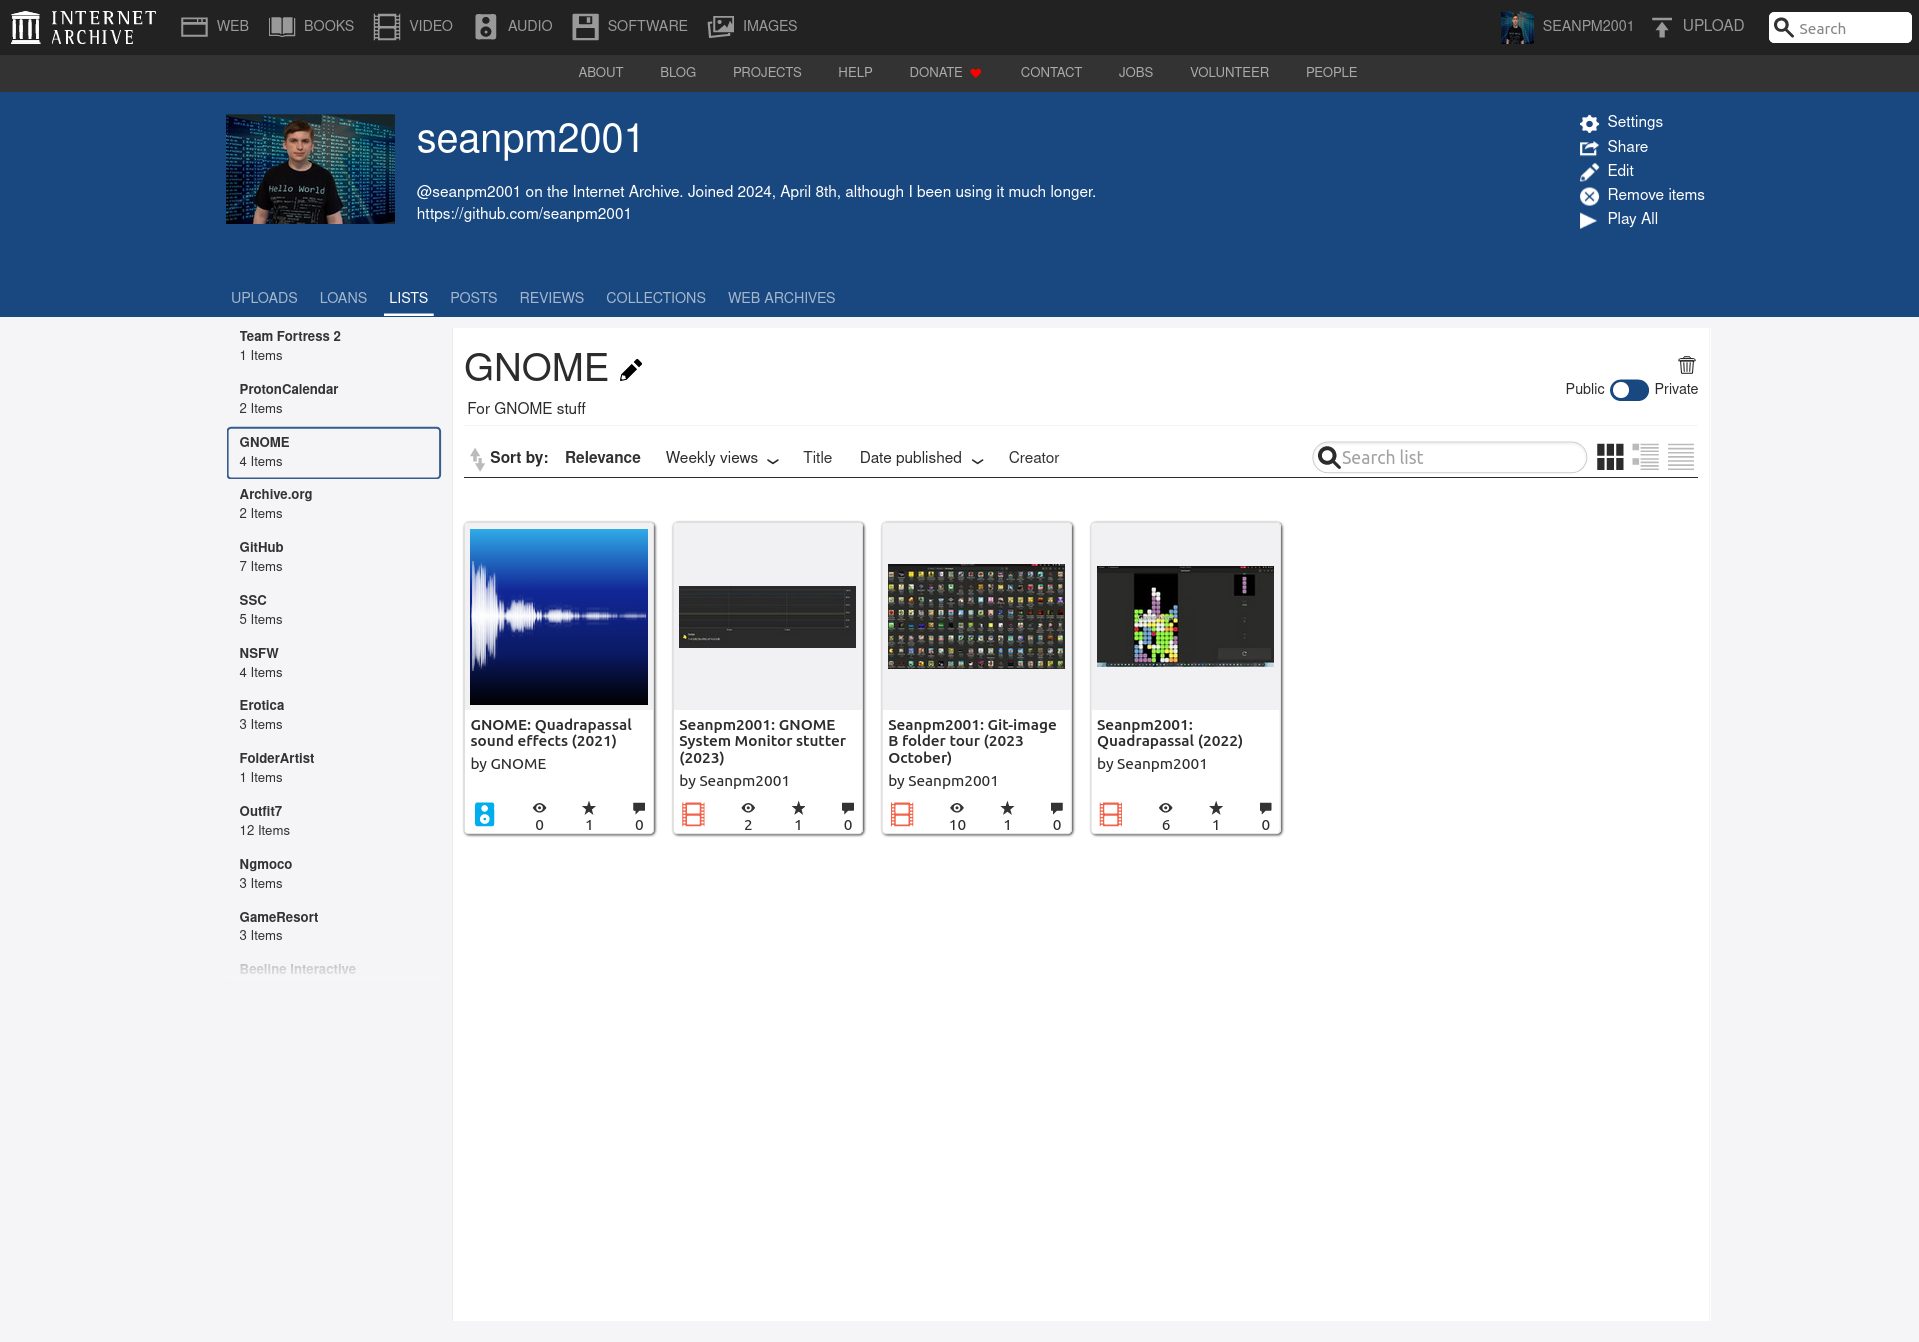 INTERNET ARCHIVE
WEB BOOKS VIDEO AUDIO SOFTWARE IMAGES SEANPM2001 UPLOAD Search
ABOUT BLOG PROJECTS HELP DONATE CONTACT JOBS VOLUNTEER PEOPLE
Hello World
seanpm2001
@seanpm2001 on the Internet Archive. Joined 2024, April 8th, although I been using it much longer.
https://github.com/seanpm2001
Settings
Share
Edit
Remove items
Play All
UPLOADS LOANS LISTS POSTS REVIEWS COLLECTIONS WEB ARCHIVES
Team Fortress 2
1 Items
ProtonCalendar
2 Items
GNOME
4 Items
Archive.org
2 Items
GitHub
7 Items
SSC
5 Items
NSFW
4 Items
Erotica
3 Items
FolderArtist
1 Items
Outfit7
12 Items
Ngmoco
3 Items
GameResort
3 Items
Beeline Interactive
GNOME
For GNOME stuff
Public Private
Sort by: Relevance Weekly views Title Date published Creator
Search list
GNOME: Quadrapassal
sound effects (2021)
by GNOME
0 1 0
Seanpm2001: GNOME
System Monitor stutter
(2023)
by Seanpm2001
2 1 0
Seanpm2001: Git-image
B folder tour (2023
October)
by Seanpm2001
10 1 0
Seanpm2001:
Quadrapassal (2022)
by Seanpm2001
6 1 0